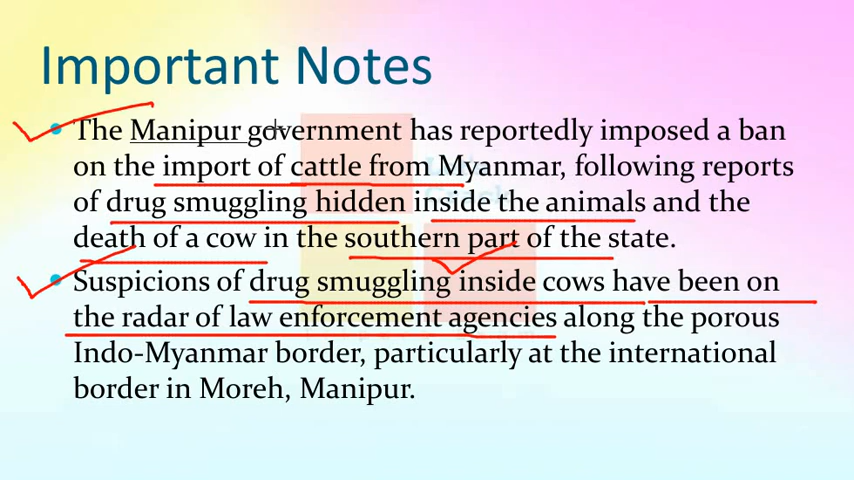 Important Notes
The Manipur government has reportedly imposed a ban
on the import of cattle from Myanmar, following reports
of drug smuggling hidden inside the animals and the
death of a cow in the southern part of the state.
Suspicions of drug smuggling inside cows have been on
the radar of law enforcement agencies along the porous
Indo-Myanmar border, particularly at the international
border in Moreh, Manipur.